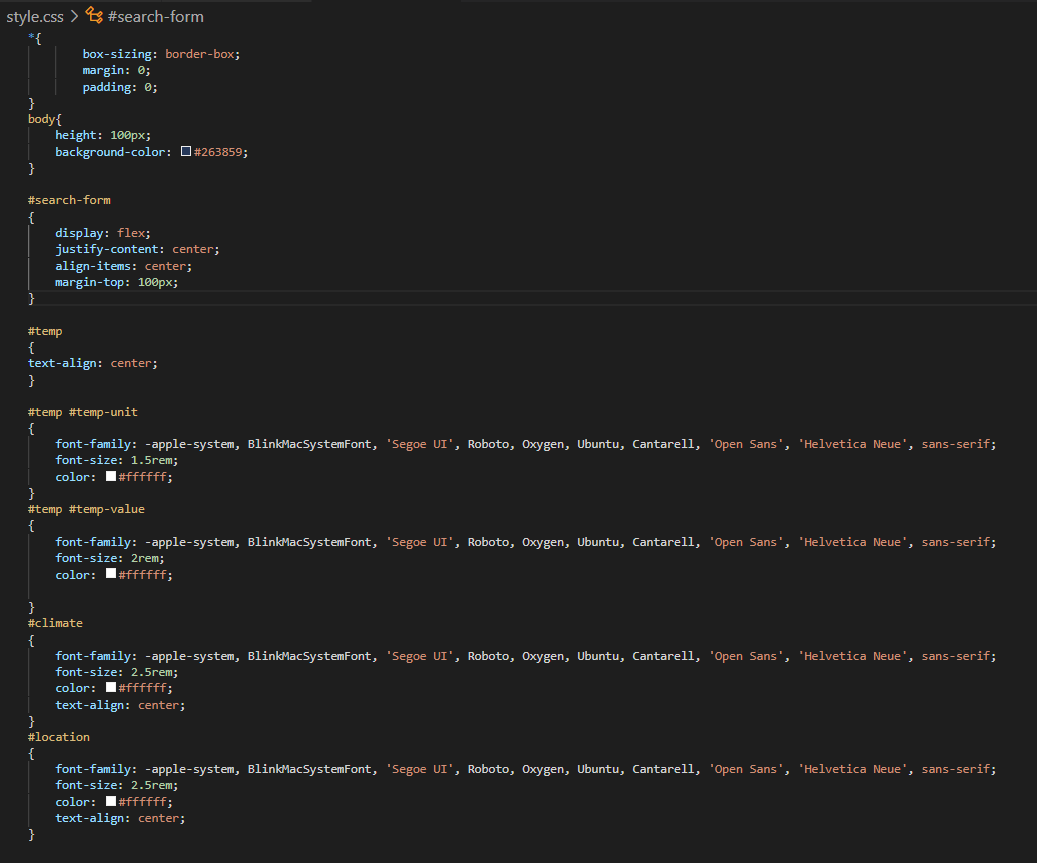 style.css > #search-form
*{
        box-sizing: border-box;
        margin: 0;
        padding: 0;
}
body{
    height: 100px;
    background-color: #263859;
}

#search-form
{
    display: flex;
    justify-content: center;
    align-items: center;
    margin-top: 100px;
}

#temp
{
text-align: center;
}

#temp #temp-unit
{
    font-family: -apple-system, BlinkMacSystemFont, 'Segoe UI', Roboto, Oxygen, Ubuntu, Cantarell, 'Open Sans', 'Helvetica Neue', sans-serif;
    font-size: 1.5rem;
    color: #ffffff;
}
#temp #temp-value
{
    font-family: -apple-system, BlinkMacSystemFont, 'Segoe UI', Roboto, Oxygen, Ubuntu, Cantarell, 'Open Sans', 'Helvetica Neue', sans-serif;
    font-size: 2rem;
    color: #ffffff;

}
#climate
{
    font-family: -apple-system, BlinkMacSystemFont, 'Segoe UI', Roboto, Oxygen, Ubuntu, Cantarell, 'Open Sans', 'Helvetica Neue', sans-serif;
    font-size: 2.5rem;
    color: #ffffff;
    text-align: center;
}
#location
{
    font-family: -apple-system, BlinkMacSystemFont, 'Segoe UI', Roboto, Oxygen, Ubuntu, Cantarell, 'Open Sans', 'Helvetica Neue', sans-serif;
    font-size: 2.5rem;
    color: #ffffff;
    text-align: center;
}